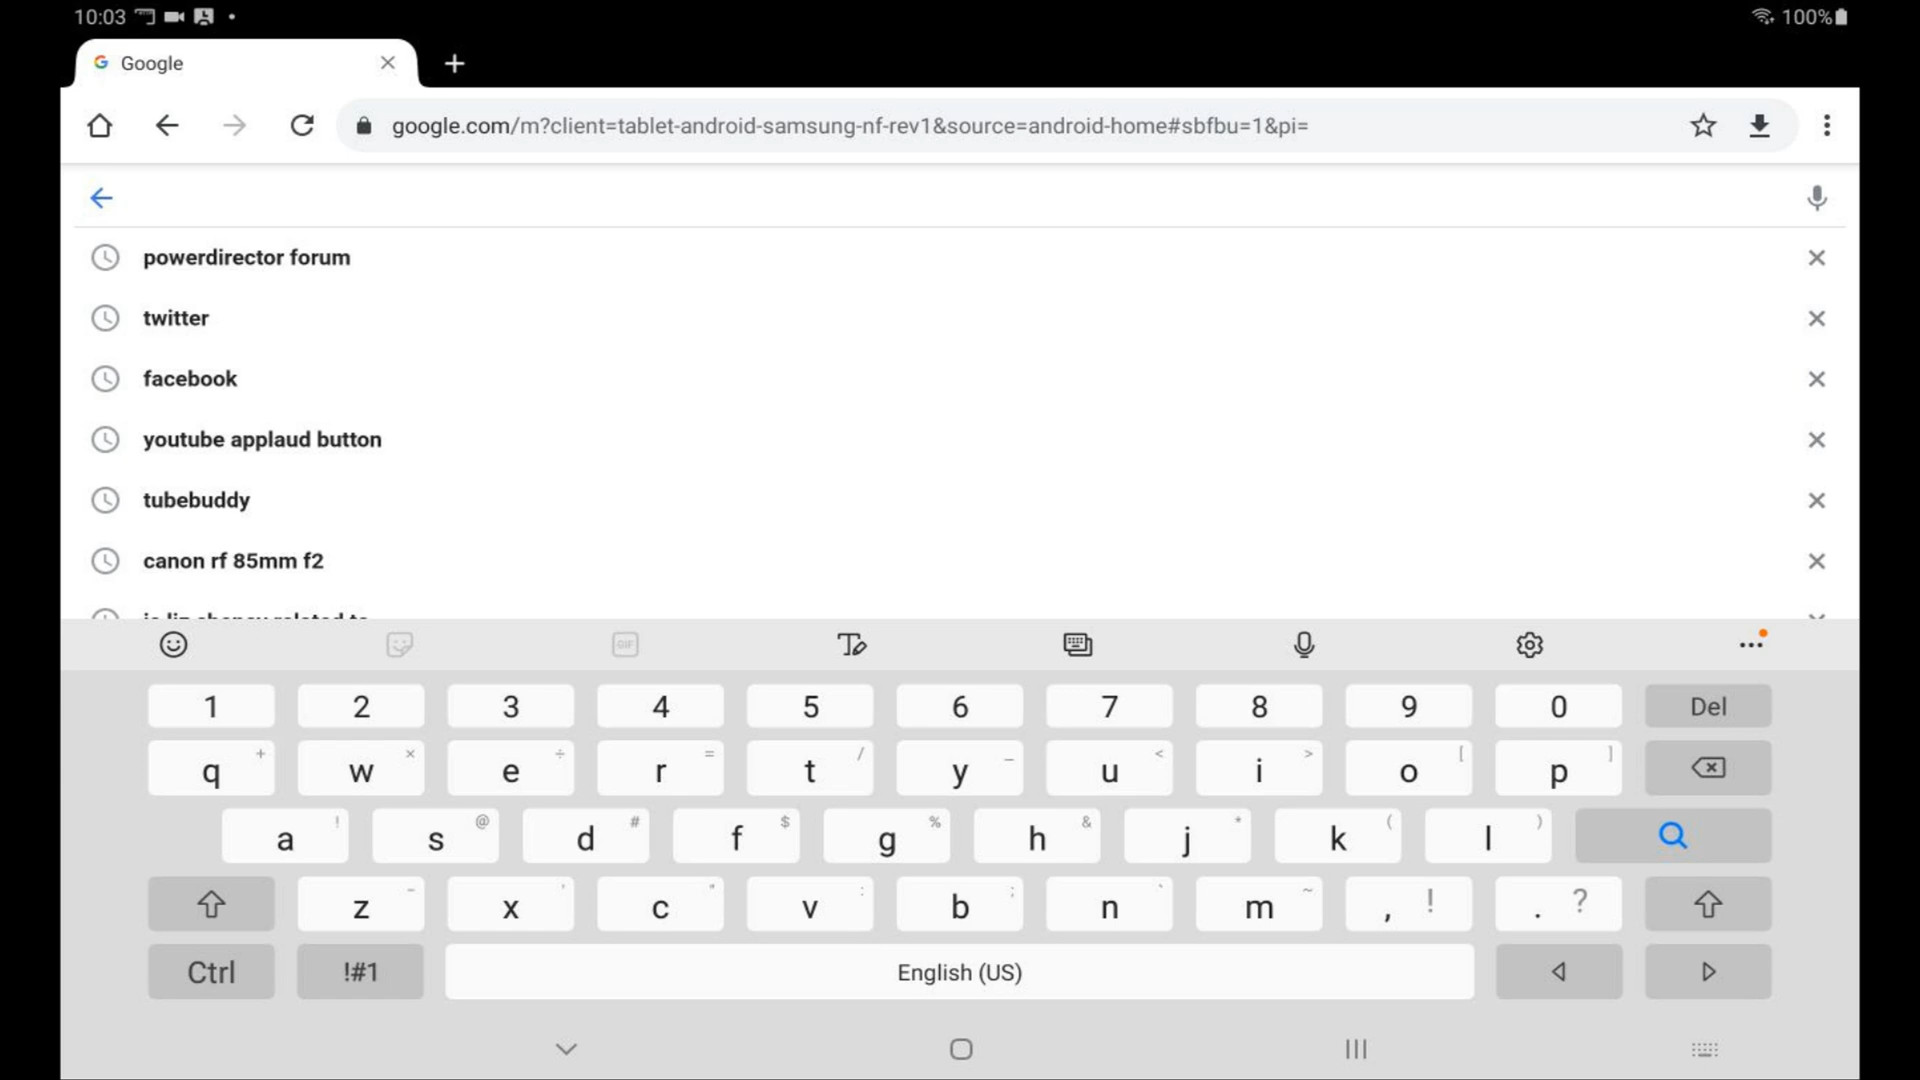 10:03 100%
Google
google.com/m?client=tablet-android-samsung-nf-rev1&source=android-home#sbfbu=1&pi=
powerdirector forum
twitter
facebook
youtube applaud button
tubebuddy
canon rf 85mm f2
GIF
1 2 3 4 5 6 7 8 9 0 Del
q + w × e ÷ r = t / y _ u < i > o [ p ]
a ! s @ d # f $ g % h & j * k ( l )
z - x ' c " v : b ; n ` m ~ , ! . ?
Ctrl !#1 English (US)